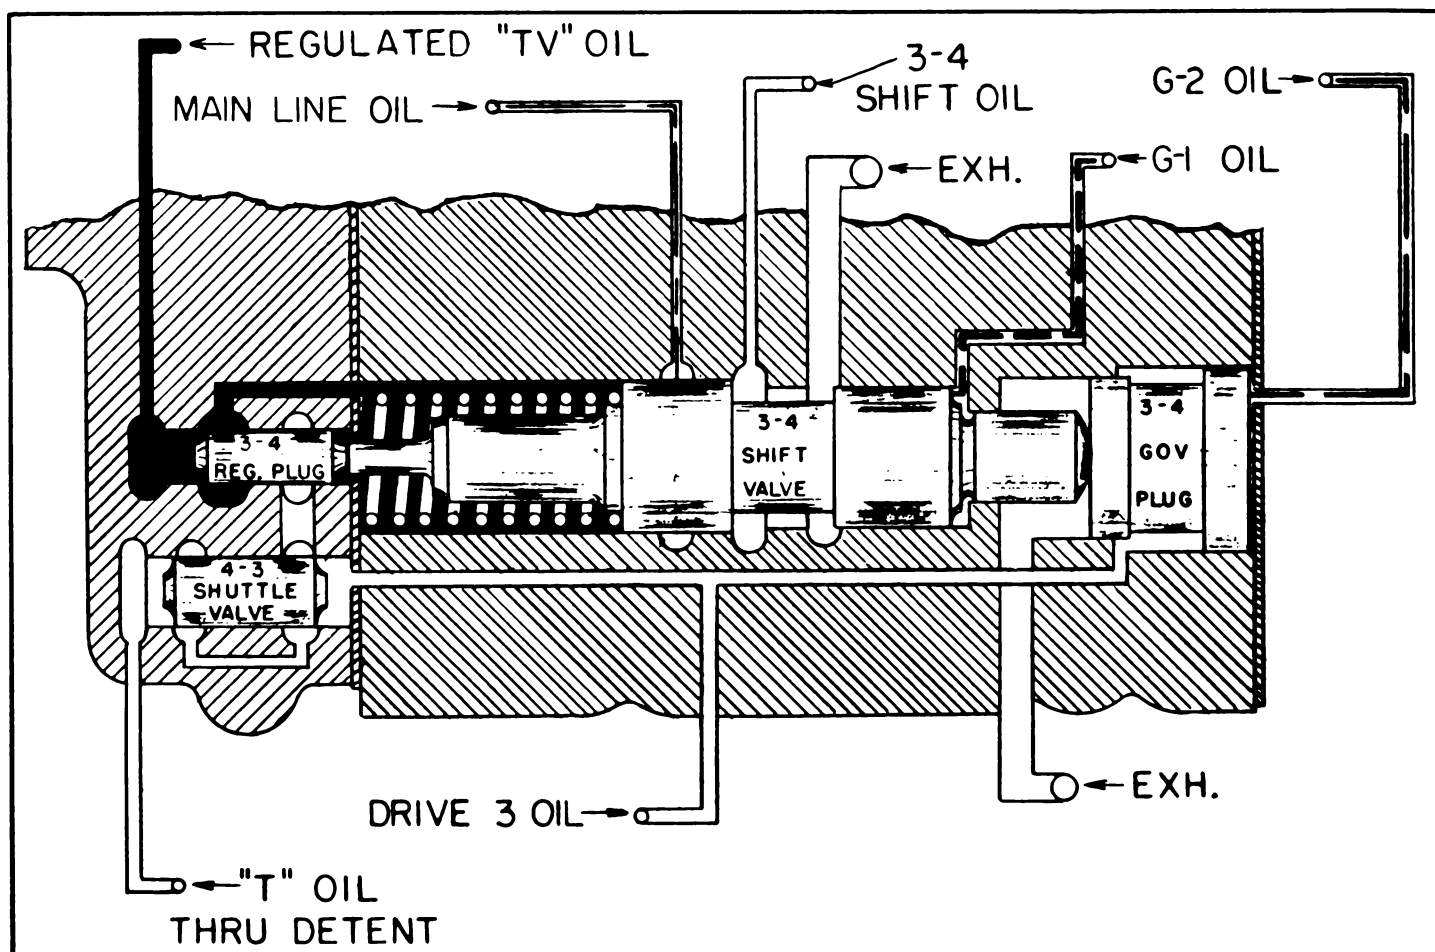 REGULATED "TV" OIL
MAIN LINE OIL
3-4
SHIFT OIL
G-2 OIL
EXH.
G-1 OIL
3-4
REG. PLUG
3-4
SHIFT
VALVE
3-4
GOV
PLUG
4-3
SHUTTLE
VALVE
DRIVE 3 OIL
EXH.
"T" OIL
THRU DETENT